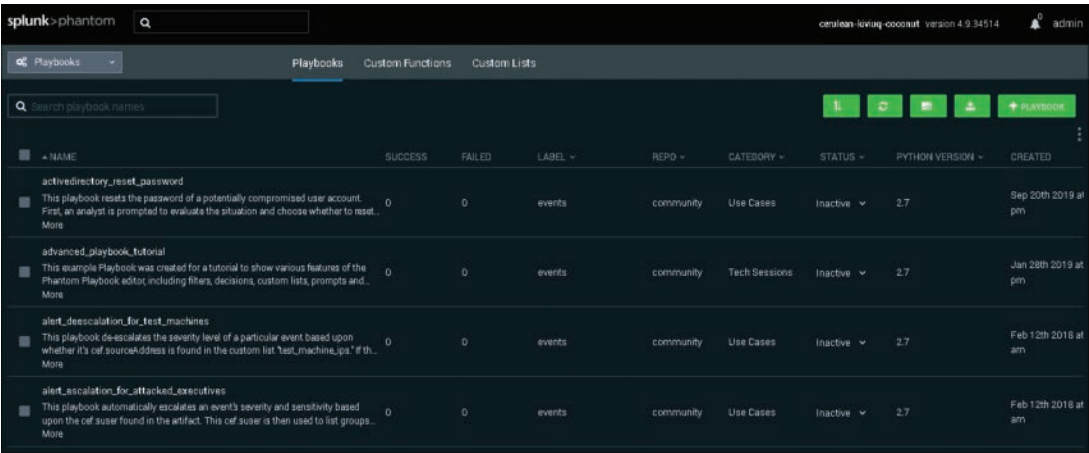 splunk>phantom
version 4.9.34514
0
admin
Playbooks
Playbooks Custom Functions Custom Lists
Search playbook names
+ PLAYBOOK
NAME SUCCESS FAILED LABEL REPO CATEGORY STATUS PYTHON VERSION CREATED
activedirectory_reset_password
This playbook resets the password of a potentially compromised user account.
First, an analyst is prompted to evaluate the situation and choose whether to reset...
More
0 0 events community Use Cases Inactive 2.7
Sep 20th 2019 at
pm
advanced_playbook_tutorial
This example Playbook was created for a tutorial to show various features of the
Phantom Playbook editor, including filters, decisions, custom lists, prompts and...
More
0 0 events community Tech Sessions Inactive 2.7
Jan 28th 2019 at
pm
alert_deescalation_for_test_machines
This playbook de-escalates the severity level of a particular event based upon
whether it's cef.sourceAddress is found in the custom list "test_machine_ips." If th...
More
0 0 events community Use Cases Inactive 2.7
Feb 12th 2018 at
am
alert_escalation_for_attacked_executives
This playbook automatically escalates an event's severity and sensitivity based
upon the cef.suser found in the artifact. This cef.suser is then used to list groups...
More
0 0 events community Use Cases Inactive 2.7
Feb 12th 2018 at
am